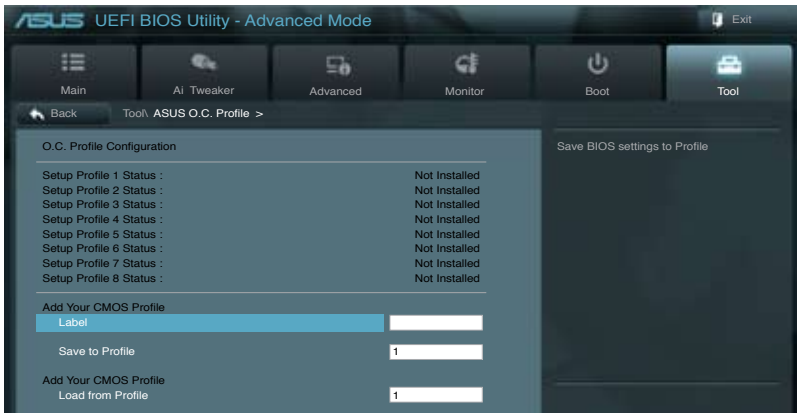 ASUS UEFI BIOS Utility - Advanced Mode
Exit
Main
Ai Tweaker
Advanced
Monitor
Boot
Tool
Back
Tool\ ASUS O.C. Profile >
O.C. Profile Configuration
Save BIOS settings to Profile
Setup Profile 1 Status : Not Installed
Setup Profile 2 Status : Not Installed
Setup Profile 3 Status : Not Installed
Setup Profile 4 Status : Not Installed
Setup Profile 5 Status : Not Installed
Setup Profile 6 Status : Not Installed
Setup Profile 7 Status : Not Installed
Setup Profile 8 Status : Not Installed
Add Your CMOS Profile
Label
Save to Profile 1
Add Your CMOS Profile
Load from Profile 1